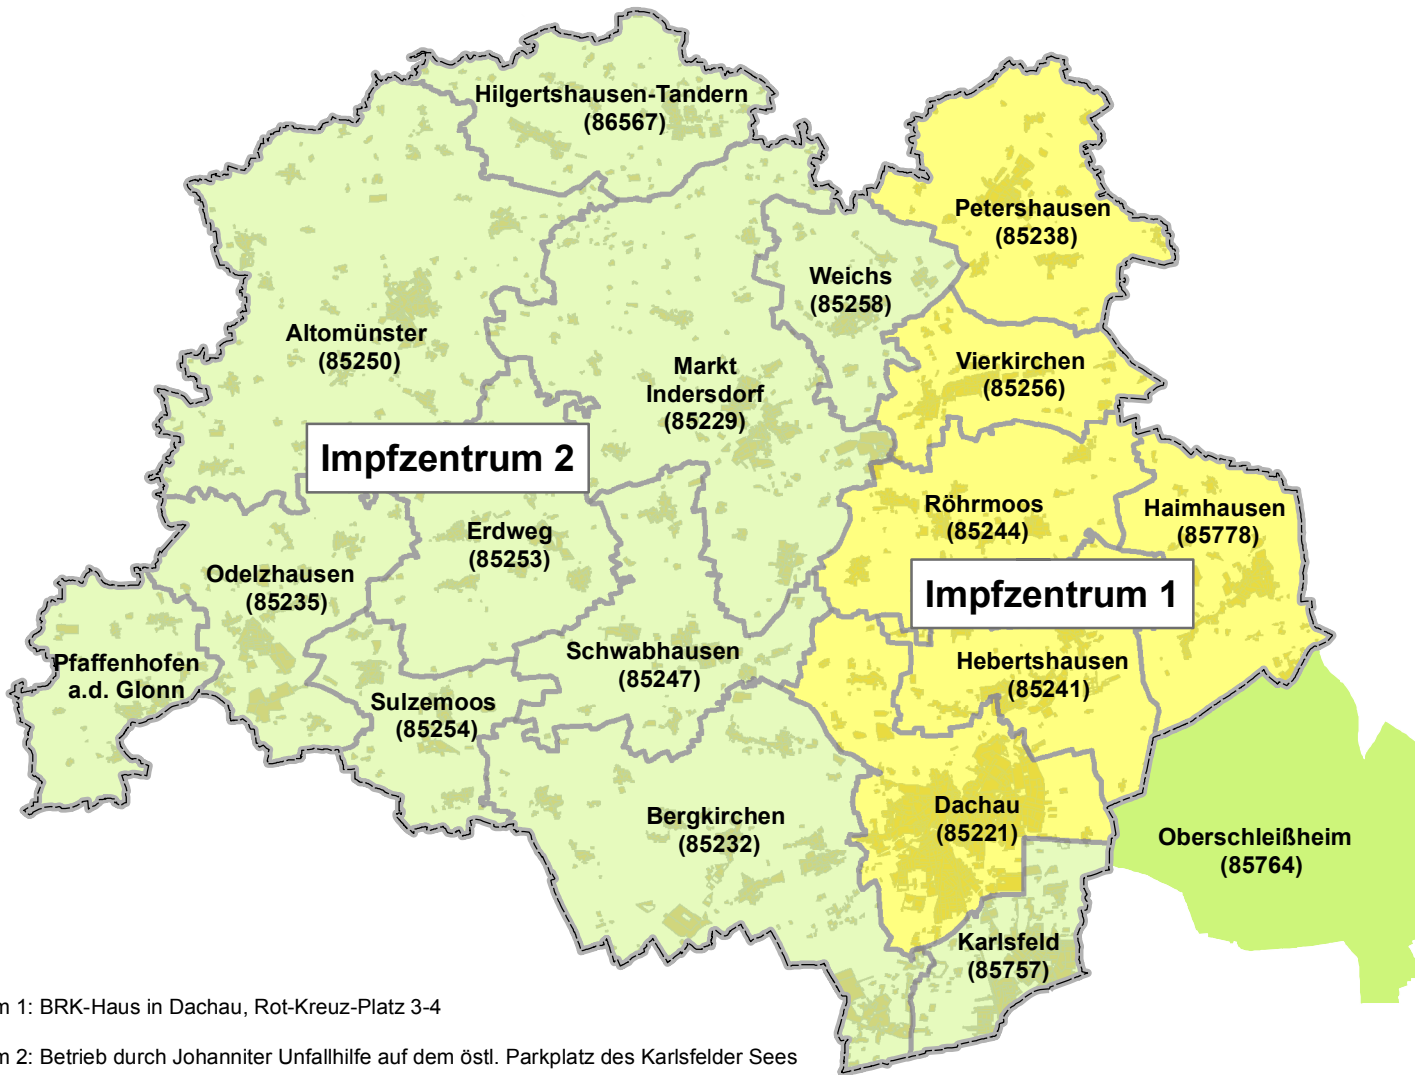 Hilgertshausen-Tandern
(86567)
Petershausen
(85238)
Weichs
(85258)
Altomünster
(85250)
Markt
Indersdorf
(85229)
Vierkirchen
(85256)
Impfzentrum 2
Röhrmoos
(85244)
Haimhausen
(85778)
Erdweg
(85253)
Odelzhausen
(85235)
Impfzentrum 1
Pfaffenhofen
a.d. Glonn
Schwabhausen
(85247)
Hebertshausen
(85241)
Sulzemoos
(85254)
Bergkirchen
(85232)
Dachau
(85221)
Oberschleißheim
(85764)
Karlsfeld
(85757)
m 1: BRK-Haus in Dachau, Rot-Kreuz-Platz 3-4
m 2: Betrieb durch Johanniter Unfallhilfe auf dem östl. Parkplatz des Karlsfelder Sees